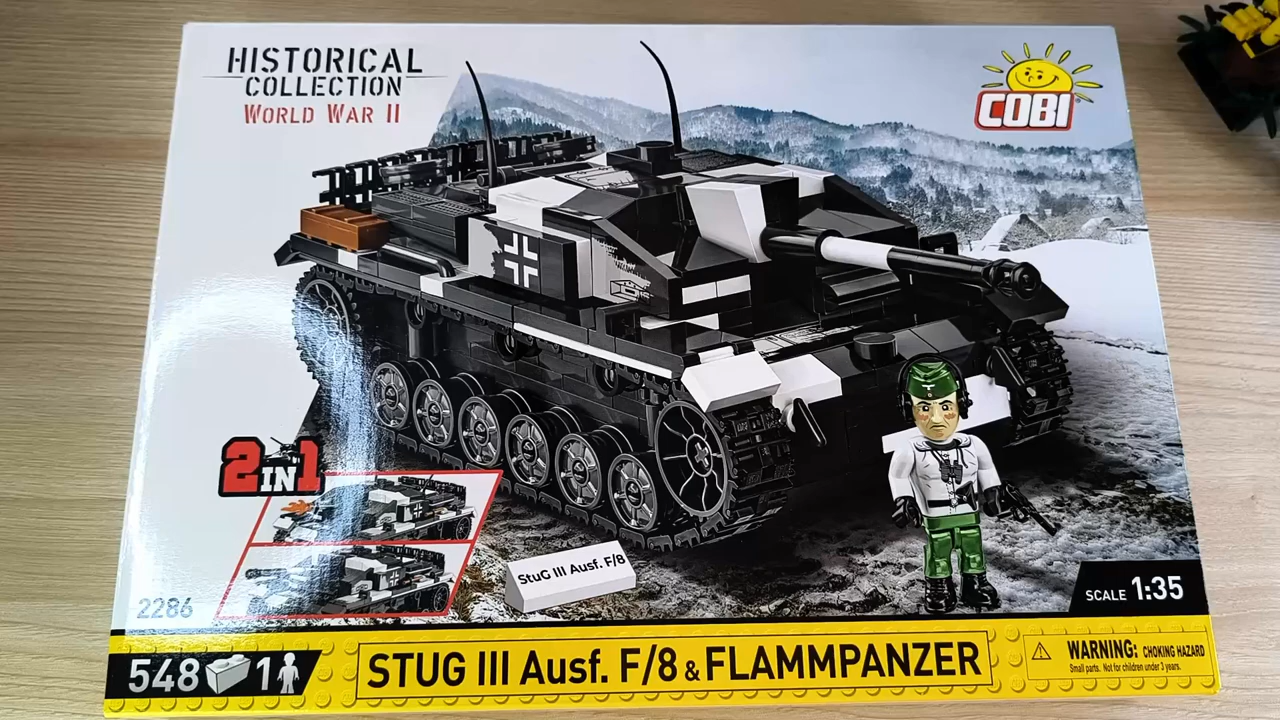 HISTORICAL
COLLECTION
WORLD WAR II
COBI
2 IN 1
StuG III Ausf. F/8
2286
SCALE 1:35
548 1
STUG III Ausf. F/8 & FLAMMPANZER
WARNING: CHOKING HAZARD
Small parts. Not for children under 3 years.